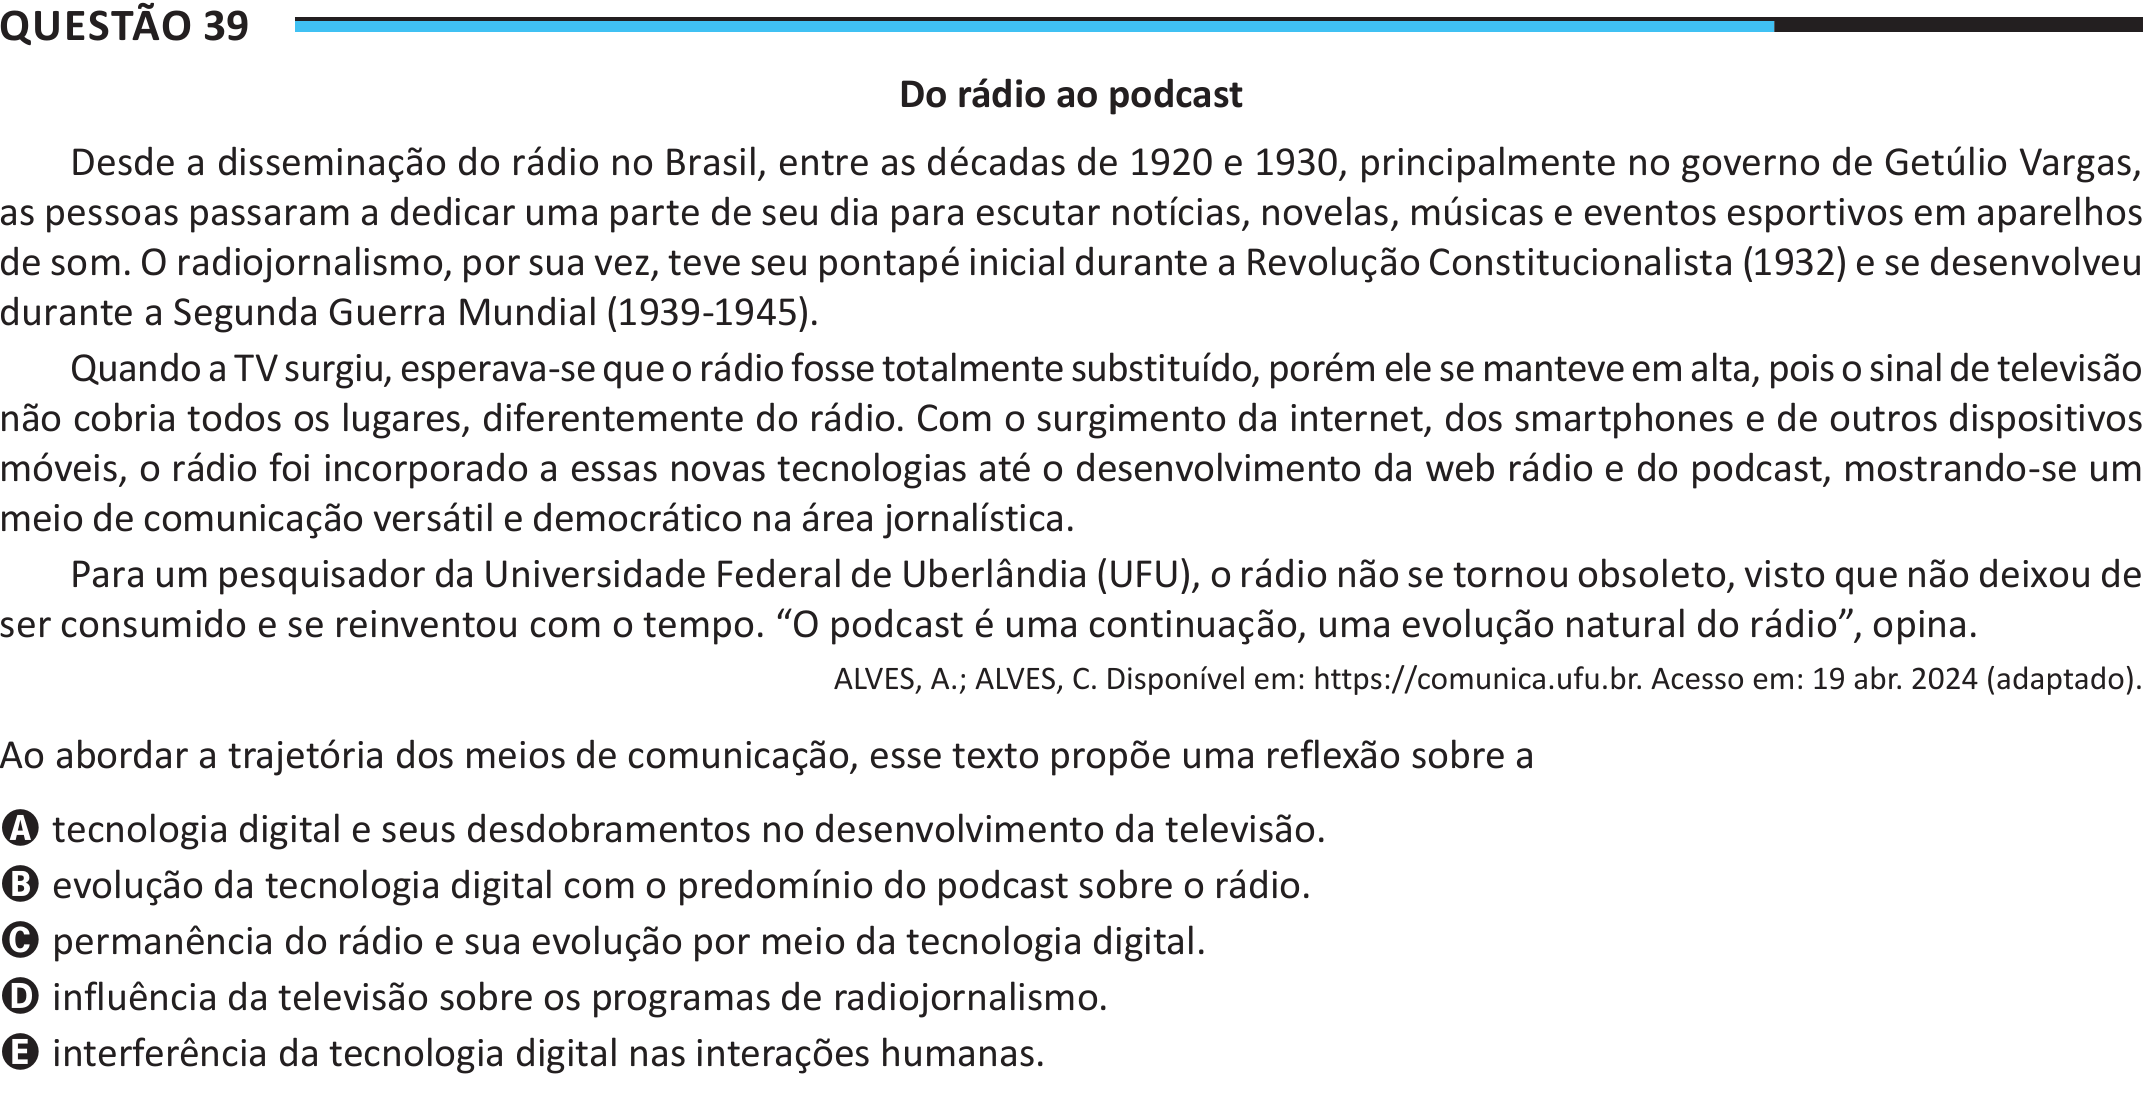 QUESTÃO 39
Do rádio ao podcast
Desde a disseminação do rádio no Brasil, entre as décadas de 1920 e 1930, principalmente no governo de Getúlio Vargas,
as pessoas passaram a dedicar uma parte de seu dia para escutar notícias, novelas, músicas e eventos esportivos em aparelhos
de som. O radiojornalismo, por sua vez, teve seu pontapé inicial durante a Revolução Constitucionalista (1932) e se desenvolveu
durante a Segunda Guerra Mundial (1939-1945).
Quando a TV surgiu, esperava-se que o rádio fosse totalmente substituído, porém ele se manteve em alta, pois o sinal de televisão
não cobria todos os lugares, diferentemente do rádio. Com o surgimento da internet, dos smartphones e de outros dispositivos
móveis, o rádio foi incorporado a essas novas tecnologias até o desenvolvimento da web rádio e do podcast, mostrando-se um
meio de comunicação versátil e democrático na área jornalística.
Para um pesquisador da Universidade Federal de Uberlândia (UFU), o rádio não se tornou obsoleto, visto que não deixou de
ser consumido e se reinventou com o tempo. “O podcast é uma continuação, uma evolução natural do rádio”, opina.
ALVES, A.; ALVES, C. Disponível em: https://comunica.ufu.br. Acesso em: 19 abr. 2024 (adaptado).
Ao abordar a trajetória dos meios de comunicação, esse texto propõe uma reflexão sobre a
A tecnologia digital e seus desdobramentos no desenvolvimento da televisão.
B evolução da tecnologia digital com o predomínio do podcast sobre o rádio.
C permanência do rádio e sua evolução por meio da tecnologia digital.
D influência da televisão sobre os programas de radiojornalismo.
E interferência da tecnologia digital nas interações humanas.